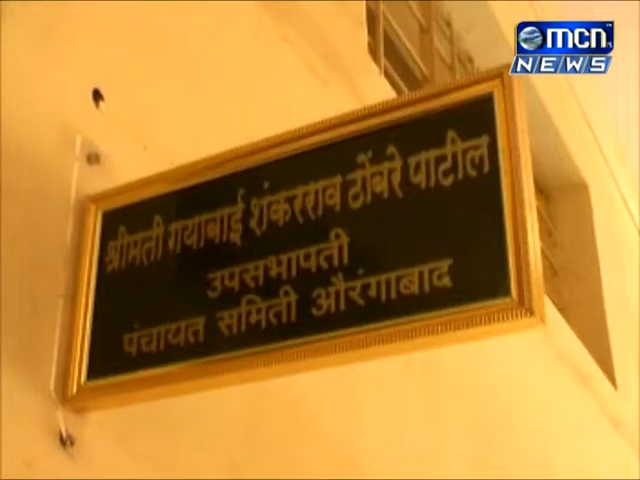 mcn
NEWS
श्रीमती गयाबाई शंकरराव ठोंबरे पाटील
उपसभापती
पंचायत समिती औरंगाबाद